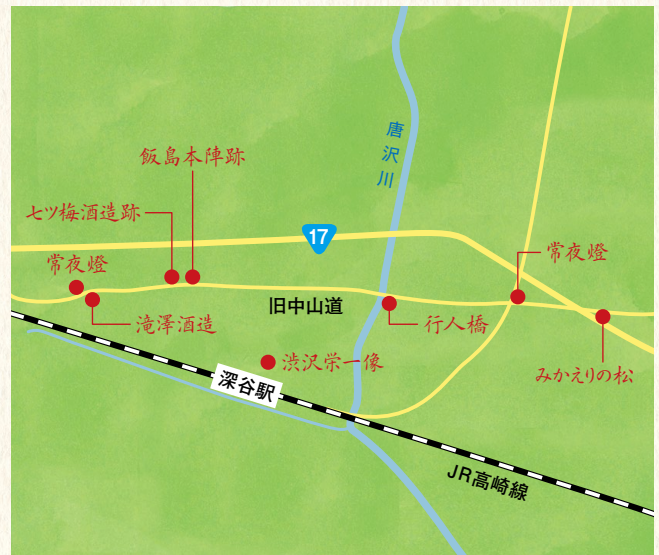 唐沢川
飯島本陣跡
七ツ梅酒造跡
17
常夜燈
常夜燈
旧中山道
滝澤酒造
行人橋
渋沢栄一像
みかえりの松
深谷駅
JR高崎線